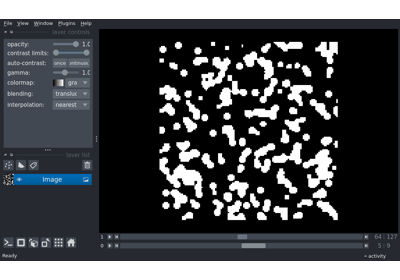 File View Window Plugins Help
layer controls
opacity: 1.0
contrast limits:
auto-contrast: once continuous
gamma: 1.0
colormap: gra
blending: transluc
interpolation: nearest
layer list
Image
1 64 127
0 5 9
Ready activity